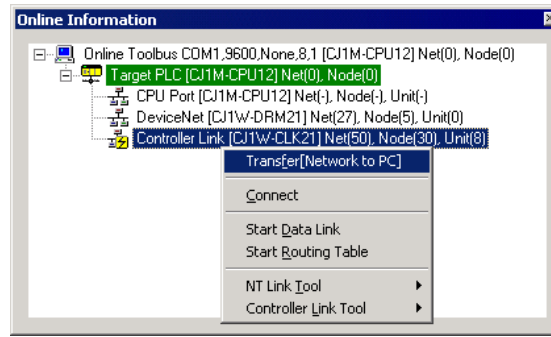 Online Information
Online Toolbus COM1,9600,None,8,1 [CJ1M-CPU12] Net(0), Node(0)
Target PLC [CJ1M-CPU12] Net(0), Node(0)
CPU Port [CJ1M-CPU12] Net(-), Node(-), Unit(-)
DeviceNet [CJ1W-DRM21] Net(27), Node(5), Unit(0)
Controller Link [CJ1W-CLK21] Net(50), Node(30), Unit(8)
Transfer[Network to PC]
Connect
Start Data Link
Start Routing Table
NT Link Tool
Controller Link Tool